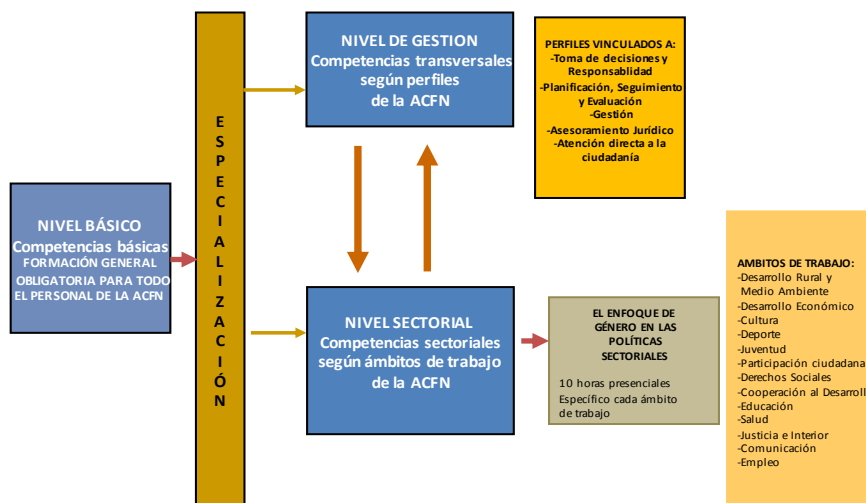 NIVEL BÁSICO
Competencias básicas
FORMACIÓN GENERAL
OBLIGATORIA PARA TODO
EL PERSONAL DE LA ACFN
ESPECIALIZACIÓN
NIVEL DE GESTION
Competencias transversales
según perfiles
de la ACFN
PERFILES VINCULADOS A:
-Toma de decisiones y
Responsablidad
-Planificación, Seguimiento
y Evaluación
-Gestión
-Asesoramiento Jurídico
-Atención directa a la
ciudadanía
NIVEL SECTORIAL
Competencias sectoriales
según ámbitos de trabajo
de la ACFN
EL ENFOQUE DE
GÉNERO EN LAS
POLÍTICAS
SECTORIALES
10 horas presenciales
Específico cada ámbito
de trabajo
AMBITOS DE TRABAJO:
-Desarrollo Rural y
Medio Ambiente
-Desarrollo Económico
-Cultura
-Deporte
-Juventud
-Participación ciudadana
-Derechos Sociales
-Cooperación al Desarroll
-Educación
-Salud
-Justicia e Interior
-Comunicación
-Empleo